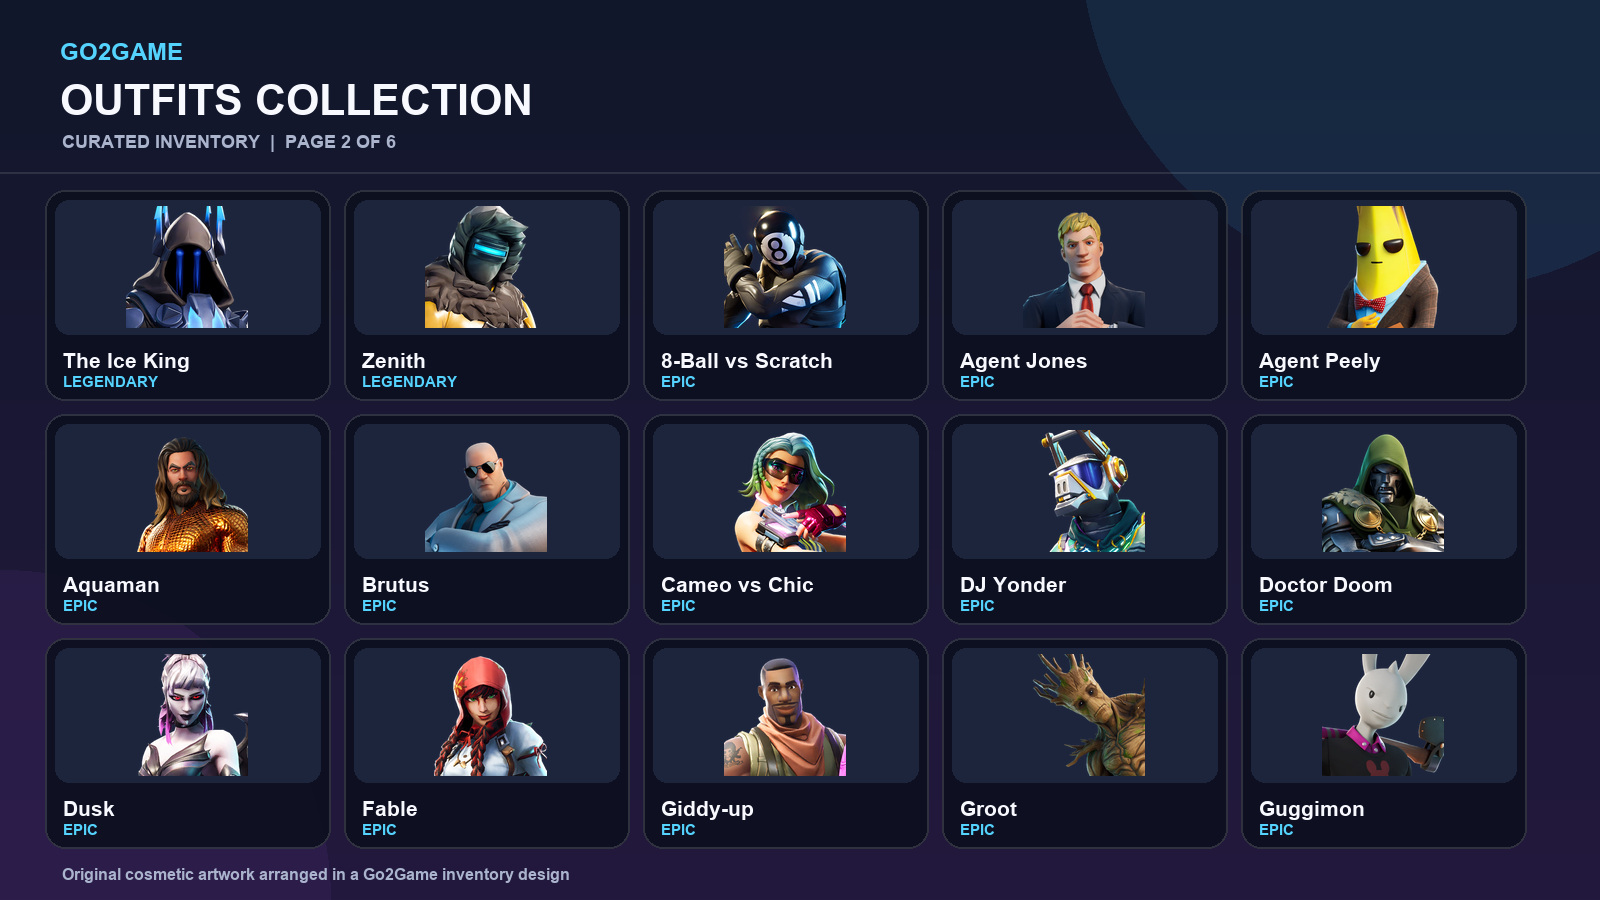 GO2GAME
OUTFITS COLLECTION
CURATED INVENTORY | PAGE 2 OF 6
The Ice King
LEGENDARY
Zenith
LEGENDARY
8-Ball vs Scratch
EPIC
Agent Jones
EPIC
Agent Peely
EPIC
Aquaman
EPIC
Brutus
EPIC
Cameo vs Chic
EPIC
DJ Yonder
EPIC
Doctor Doom
EPIC
Dusk
EPIC
Fable
EPIC
Giddy-up
EPIC
Groot
EPIC
Guggimon
EPIC
Original cosmetic artwork arranged in a Go2Game inventory design